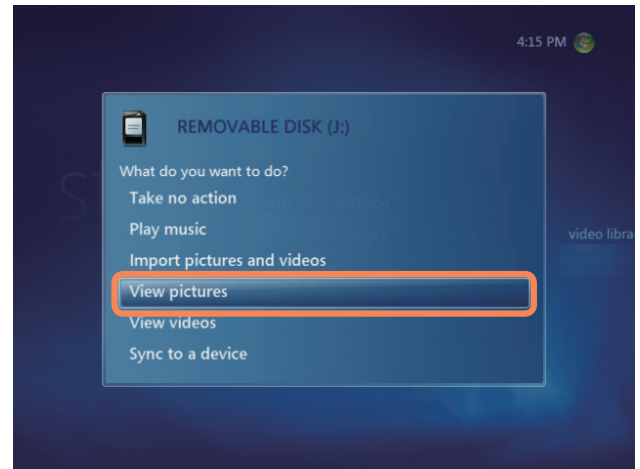 4:15 PM
REMOVABLE DISK (J:)
What do you want to do?
Take no action
Play music
video libra
Import pictures and videos
View pictures
View videos
Sync to a device